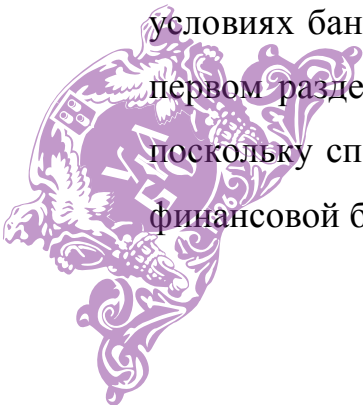 условиях бан
первом разде
поскольку сп
финансовой б